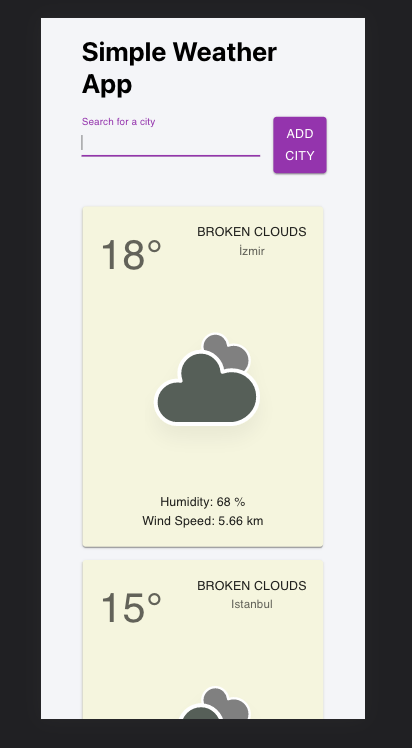 Simple Weather
App
Search for a city
ADD
CITY
18°
BROKEN CLOUDS
İzmir
Humidity: 68 %
Wind Speed: 5.66 km
15°
BROKEN CLOUDS
Istanbul